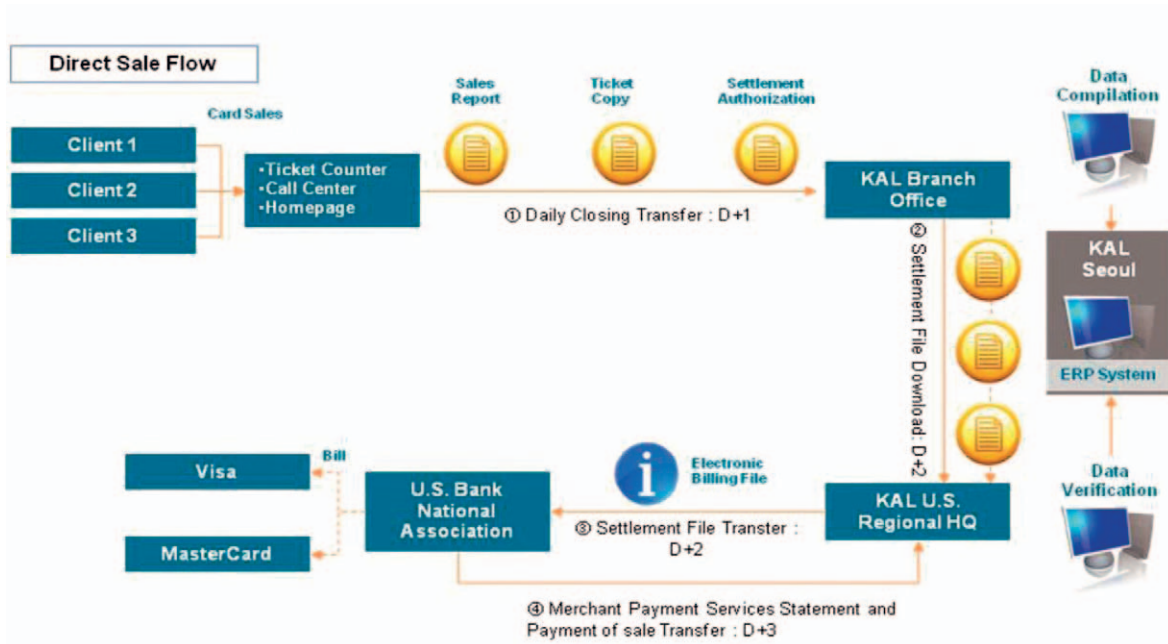 Direct Sale Flow
Card Sales
Client 1
Client 2
Client 3
•Ticket Counter
•Call Center
•Homepage
Sales
Report
Ticket
Copy
Settlement
Authorization
① Daily Closing Transfer : D+1
KAL Branch
Office
Data
Compilation
KAL
Seoul
ERP System
Data
Verification
② Settlement File Download: D+2
KAL U.S.
Regional HQ
Electronic
Billing File
i
③ Settlement File Transter :
D+2
U.S. Bank
National
Association
Bill
Visa
MasterCard
④ Merchant Payment Services Statement and
Payment of sale Transfer : D+3